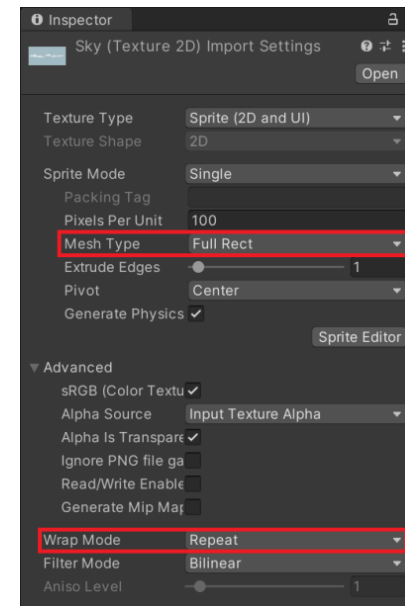 Inspector
Sky (Texture 2D) Import Settings
Open
Texture Type Sprite (2D and UI)
Texture Shape 2D
Sprite Mode Single
Packing Tag
Pixels Per Unit 100
Mesh Type Full Rect
Extrude Edges 1
Pivot Center
Generate Physics
Sprite Editor
Advanced
sRGB (Color Textu
Alpha Source Input Texture Alpha
Alpha Is Transpare
Ignore PNG file ga
Read/Write Enable
Generate Mip Map
Wrap Mode Repeat
Filter Mode Bilinear
Aniso Level 1